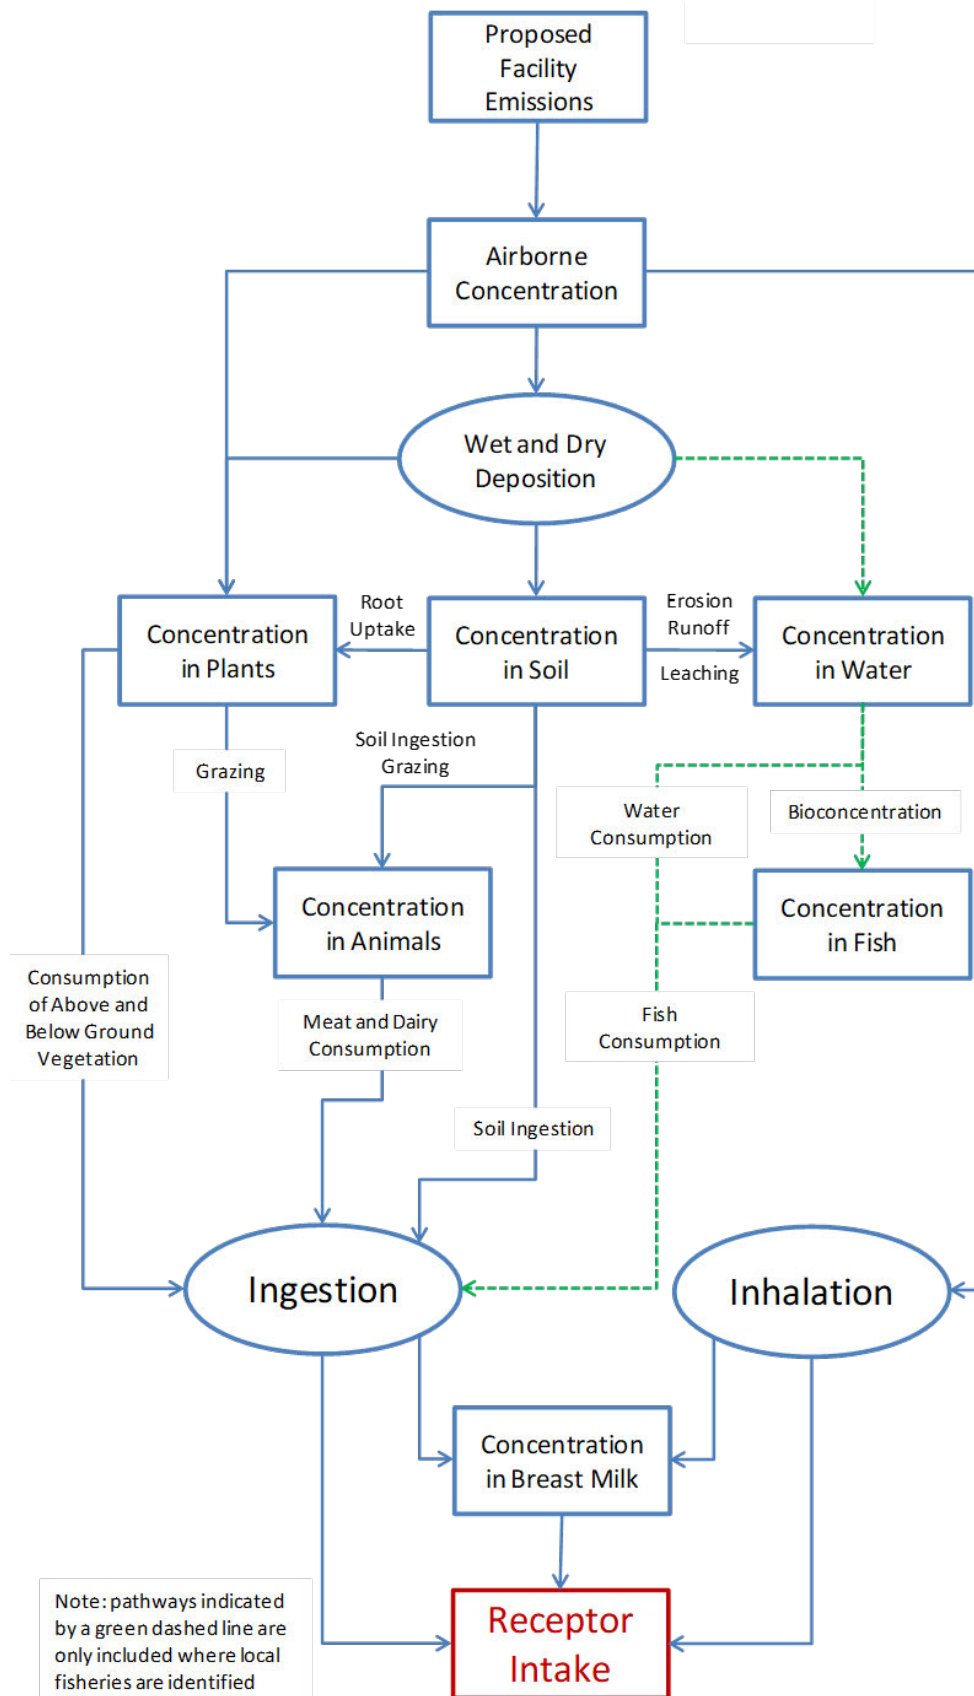 Proposed
Facility
Emissions
Airborne
Concentration
Wet and Dry
Deposition
Root
Uptake
Erosion
Runoff
Leaching
Concentration
in Plants
Concentration
in Soil
Concentration
in Water
Soil Ingestion
Grazing
Grazing
Water
Consumption
Bioconcentration
Concentration
in Animals
Concentration
in Fish
Consumption
of Above and
Below Ground
Vegetation
Meat and Dairy
Consumption
Fish
Consumption
Soil Ingestion
Ingestion
Inhalation
Concentration
in Breast Milk
Receptor
Intake
Note: pathways indicated
by a green dashed line are
only included where local
fisheries are identified